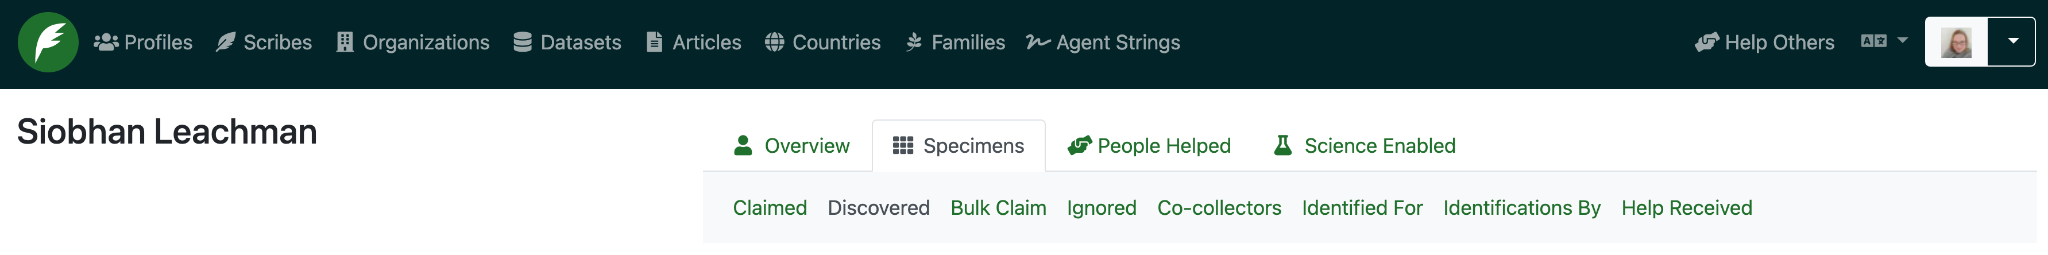 Profiles Scribes Organizations Datasets Articles Countries Families Agent Strings Help Others
Siobhan Leachman
Overview Specimens People Helped Science Enabled
Claimed Discovered Bulk Claim Ignored Co-collectors Identified For Identifications By Help Received